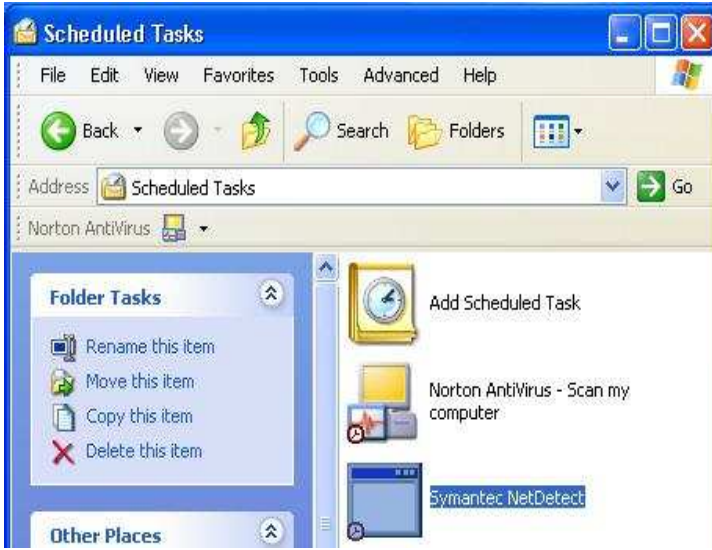 Scheduled Tasks
File Edit View Favorites Tools Advanced Help
Back Search Folders
Address Scheduled Tasks Go
Norton AntiVirus
Folder Tasks
Rename this item
Move this item
Copy this item
Delete this item
Other Places
Add Scheduled Task
Norton AntiVirus - Scan my
computer
Symantec NetDetect